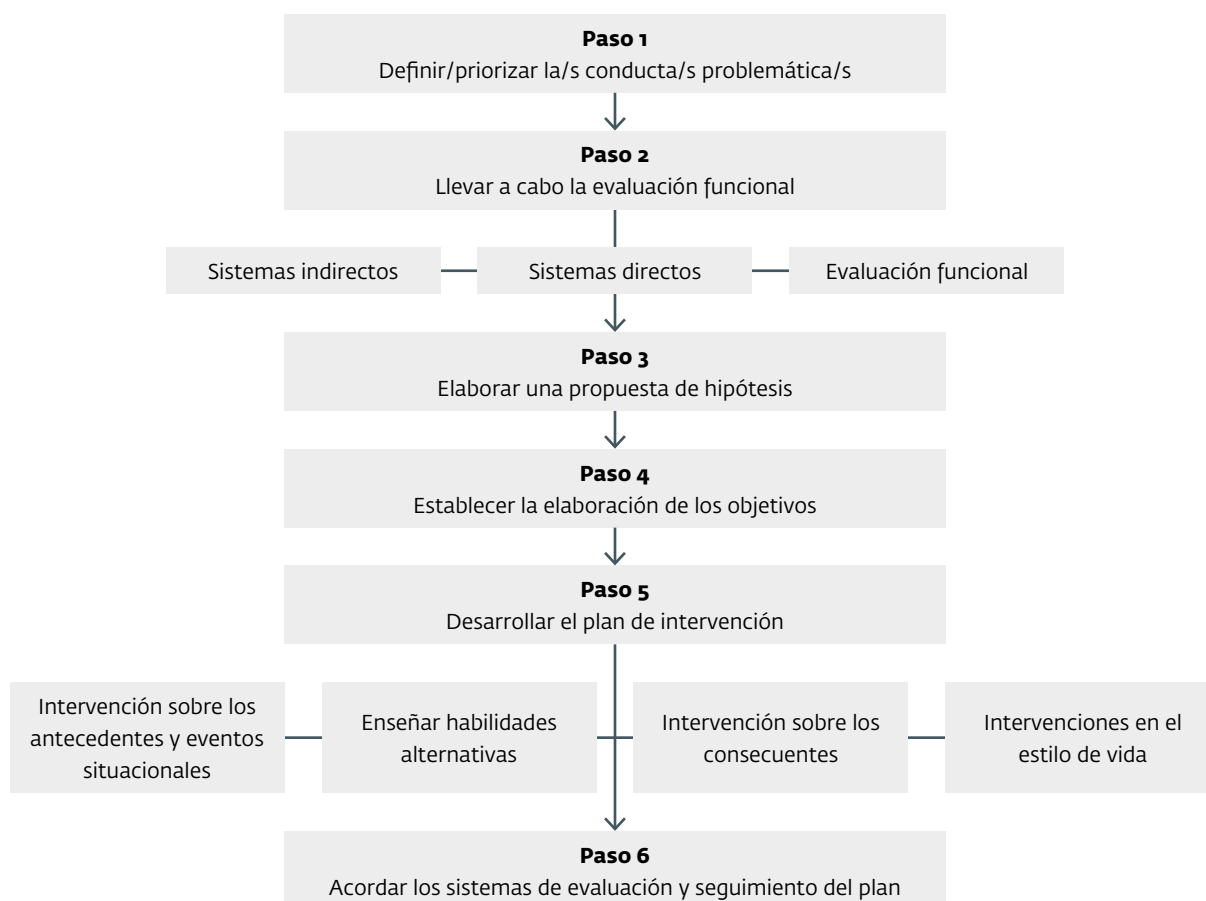 Paso 1
Definir/priorizar la/s conducta/s problemática/s
Paso 2
Llevar a cabo la evaluación funcional
Sistemas indirectos
Sistemas directos
Evaluación funcional
Paso 3
Elaborar una propuesta de hipótesis
Paso 4
Establecer la elaboración de los objetivos
Paso 5
Desarrollar el plan de intervención
Intervención sobre los
antecedentes y eventos
situacionales
Enseñar habilidades
alternativas
Intervención sobre los
consecuentes
Intervenciones en el
estilo de vida
Paso 6
Acordar los sistemas de evaluación y seguimiento del plan